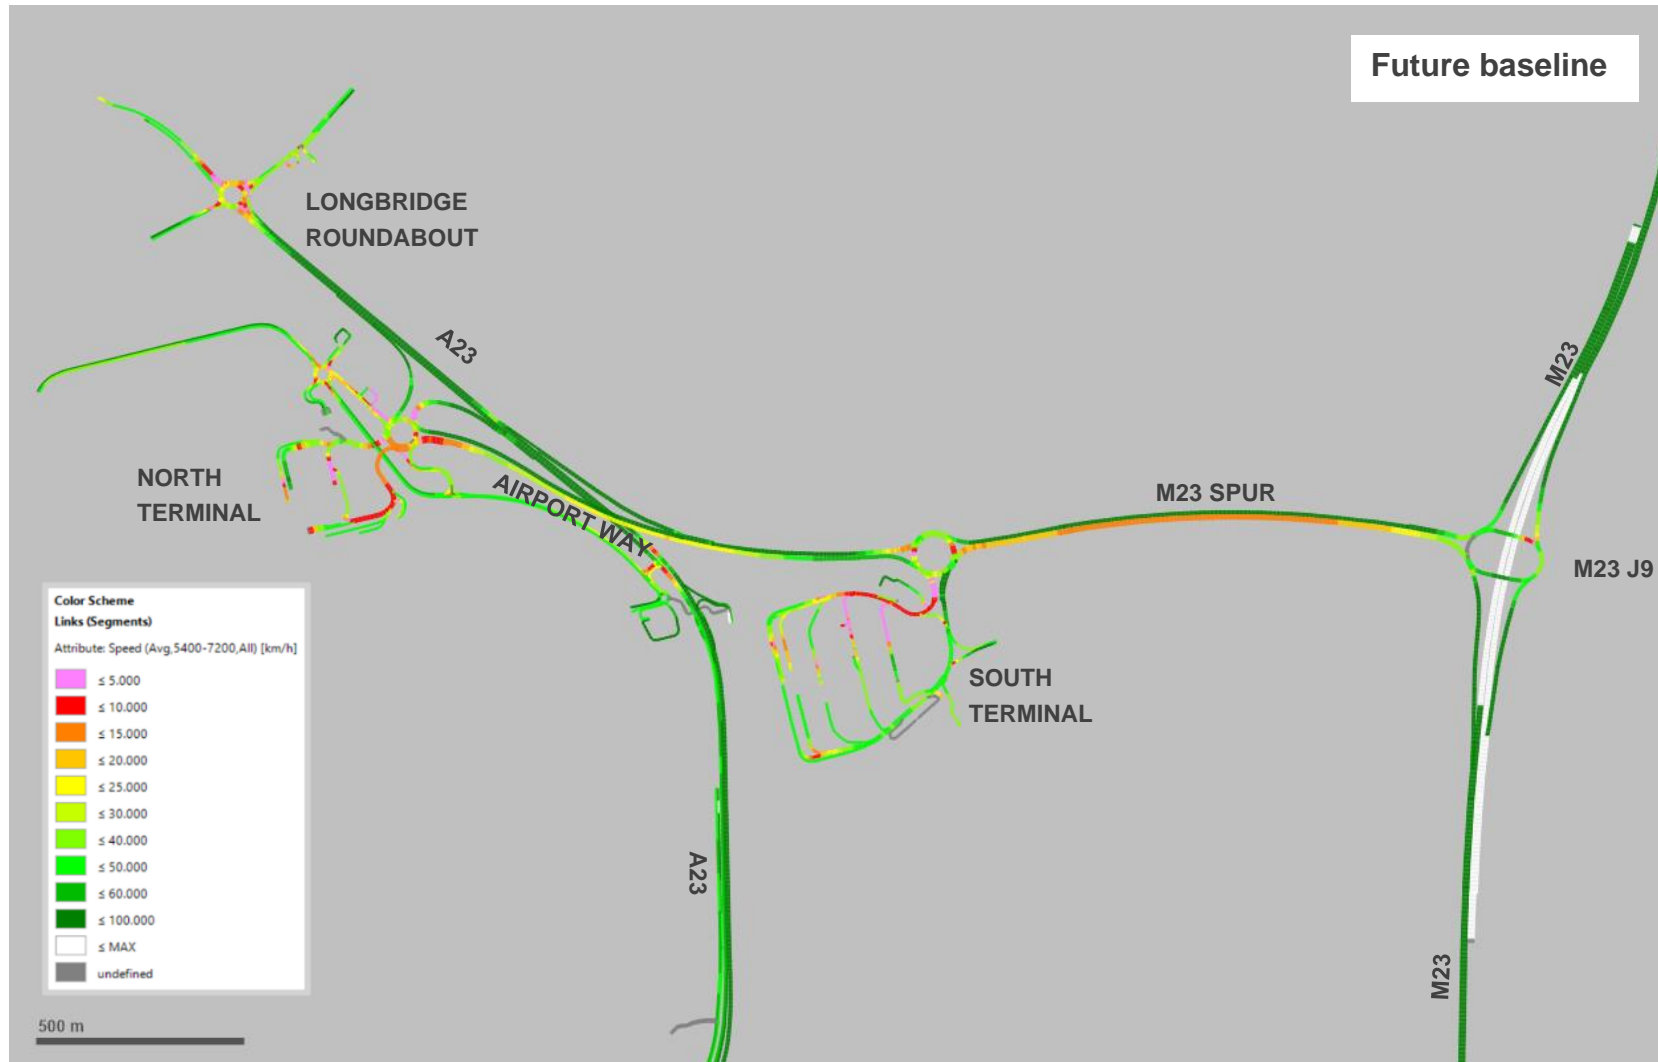 Future baseline
LONGBRIDGE
ROUNDABOUT
A23
M23
NORTH
TERMINAL
AIRPORT WAY
M23 SPUR
M23 J9
SOUTH
TERMINAL
A23
M23
Color Scheme
Links (Segments)
Attribute: Speed (Avg,5400-7200,All) [km/h]
≤ 5.000
≤ 10.000
≤ 15.000
≤ 20.000
≤ 25.000
≤ 30.000
≤ 40.000
≤ 50.000
≤ 60.000
≤ 100.000
≤ MAX
undefined
500 m